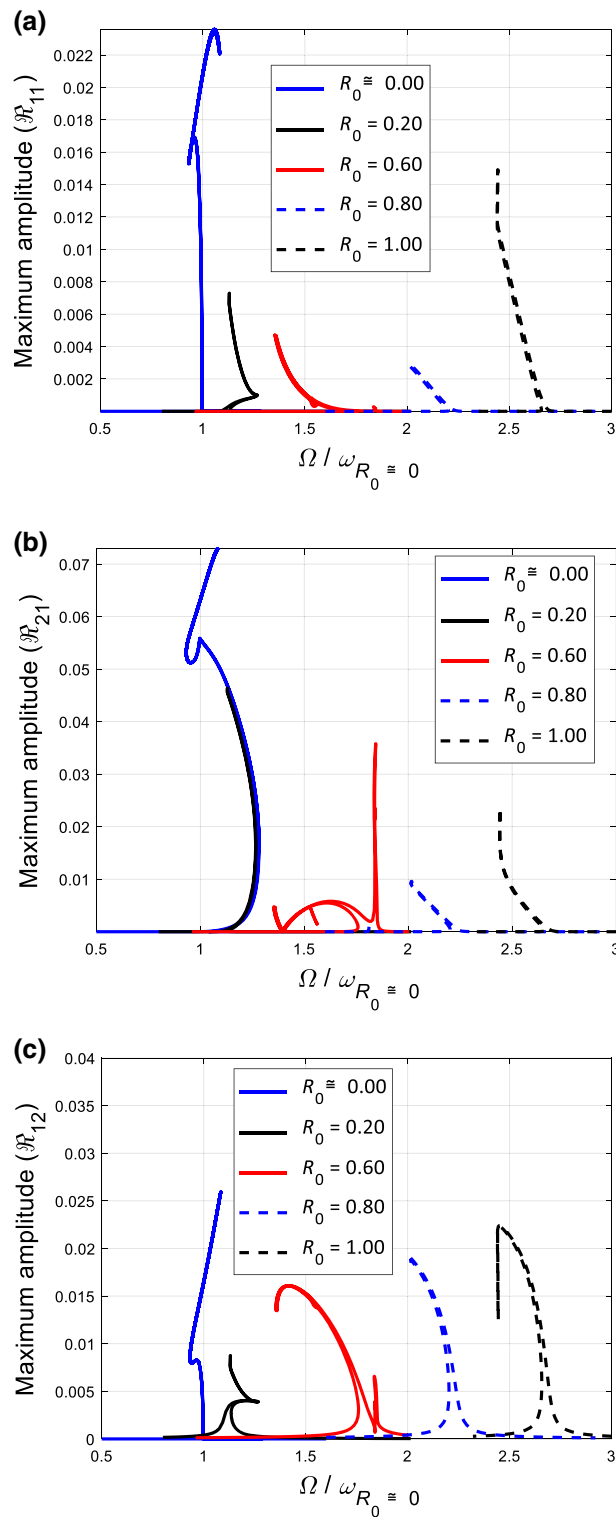 (a)
Maximum amplitude (ℜ11)
0.022
0.02
0.018
0.016
0.014
0.012
0.01
0.008
0.006
0.004
0.002
R0 ≅ 0.00
R0 = 0.20
R0 = 0.60
R0 = 0.80
R0 = 1.00
0.5 1 1.5 2 2.5 3
Ω / ωR0 ≅ 0
(b)
Maximum amplitude (ℜ21)
0.07
0.06
0.05
0.04
0.03
0.02
0.01
R0 ≅ 0.00
R0 = 0.20
R0 = 0.60
R0 = 0.80
R0 = 1.00
0.5 1 1.5 2 2.5 3
Ω / ωR0 ≅ 0
(c)
Maximum amplitude (ℜ12)
0.04
0.035
0.03
0.025
0.02
0.015
0.01
0.005
0
R0 ≅ 0.00
R0 = 0.20
R0 = 0.60
R0 = 0.80
R0 = 1.00
0.5 1 1.5 2 2.5 3
Ω / ωR0 ≅ 0